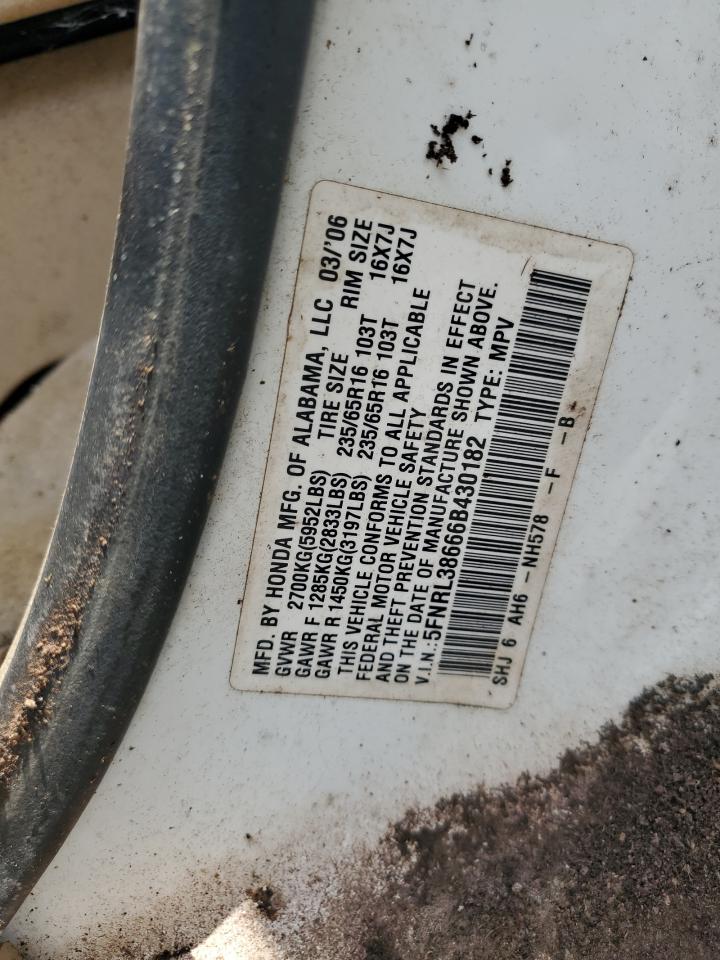 MFD. BY HONDA MFG. OF ALABAMA, LLC 03/'06
GVWR 2700KG(5952LBS) TIRE SIZE RIM SIZE
GAWR F 1285KG(2833LBS) 235/65R16 103T 16X7J
GAWR R 1450KG(3197LBS) 235/65R16 103T 16X7J
THIS VEHICLE CONFORMS TO ALL APPLICABLE
FEDERAL MOTOR VEHICLE SAFETY
AND THEFT PREVENTION STANDARDS IN EFFECT
ON THE DATE OF MANUFACTURE SHOWN ABOVE.
V.I.N.:5FNRL38666B430182 TYPE: MPV
SHJ 6 AH6 -NH578 -F -B